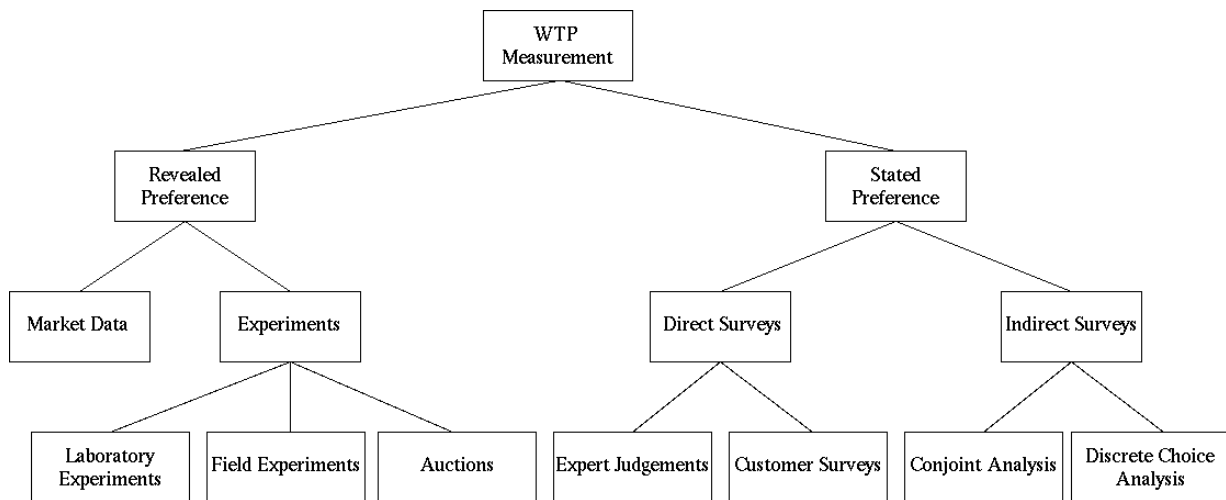 WTP
Measurement
Revealed
Preference
Stated
Preference
Market Data
Experiments
Direct Surveys
Indirect Surveys
Laboratory
Experiments
Field Experiments
Auctions
Expert Judgements
Customer Surveys
Conjoint Analysis
Discrete Choice
Analysis